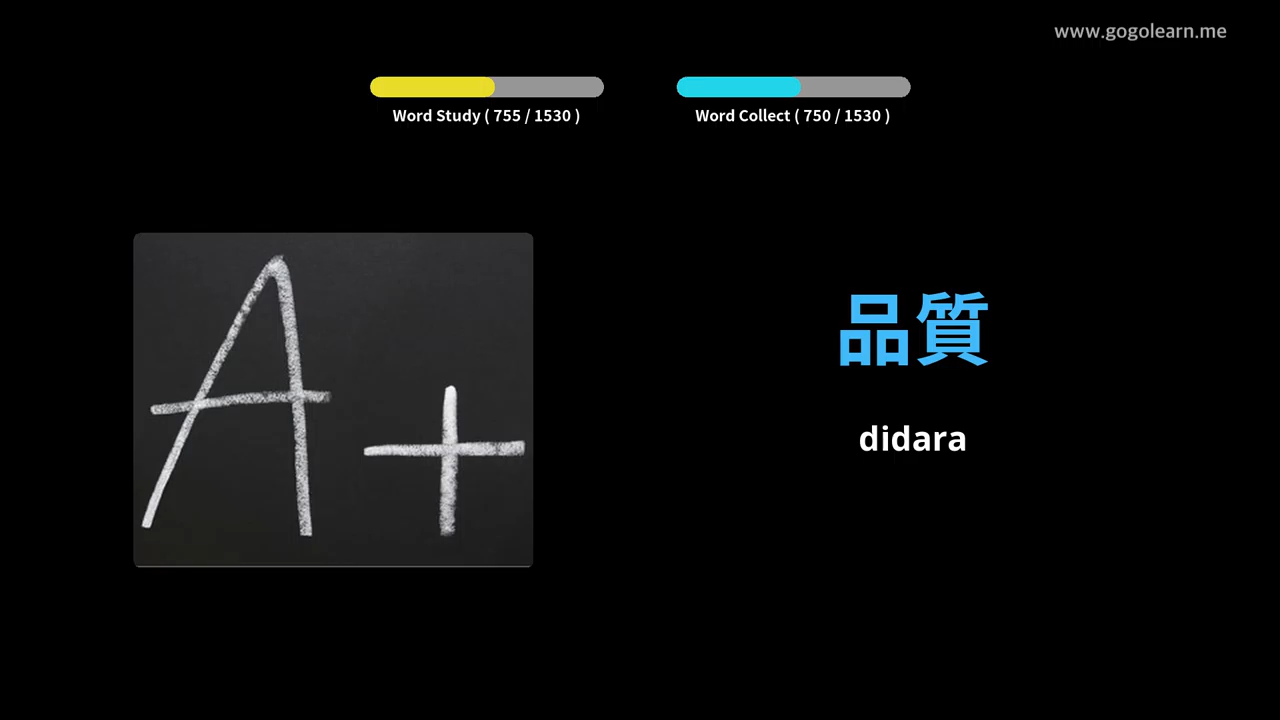 www.gogolearn.me
Word Study ( 755 / 1530 )
Word Collect ( 750 / 1530 )
A+
品質
didara